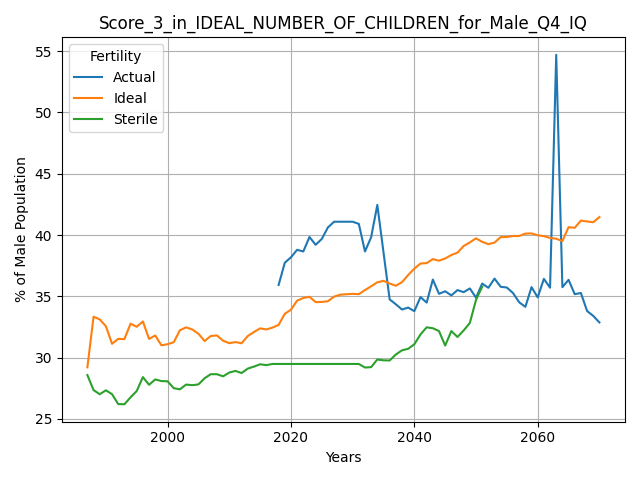 Score_3_in_IDEAL_NUMBER_OF_CHILDREN_for_Male_Q4_IQ
Fertility
Actual
Ideal
Sterile
% of Male Population
55
50
45
40
35
30
25
2000
2020
2040
2060
Years